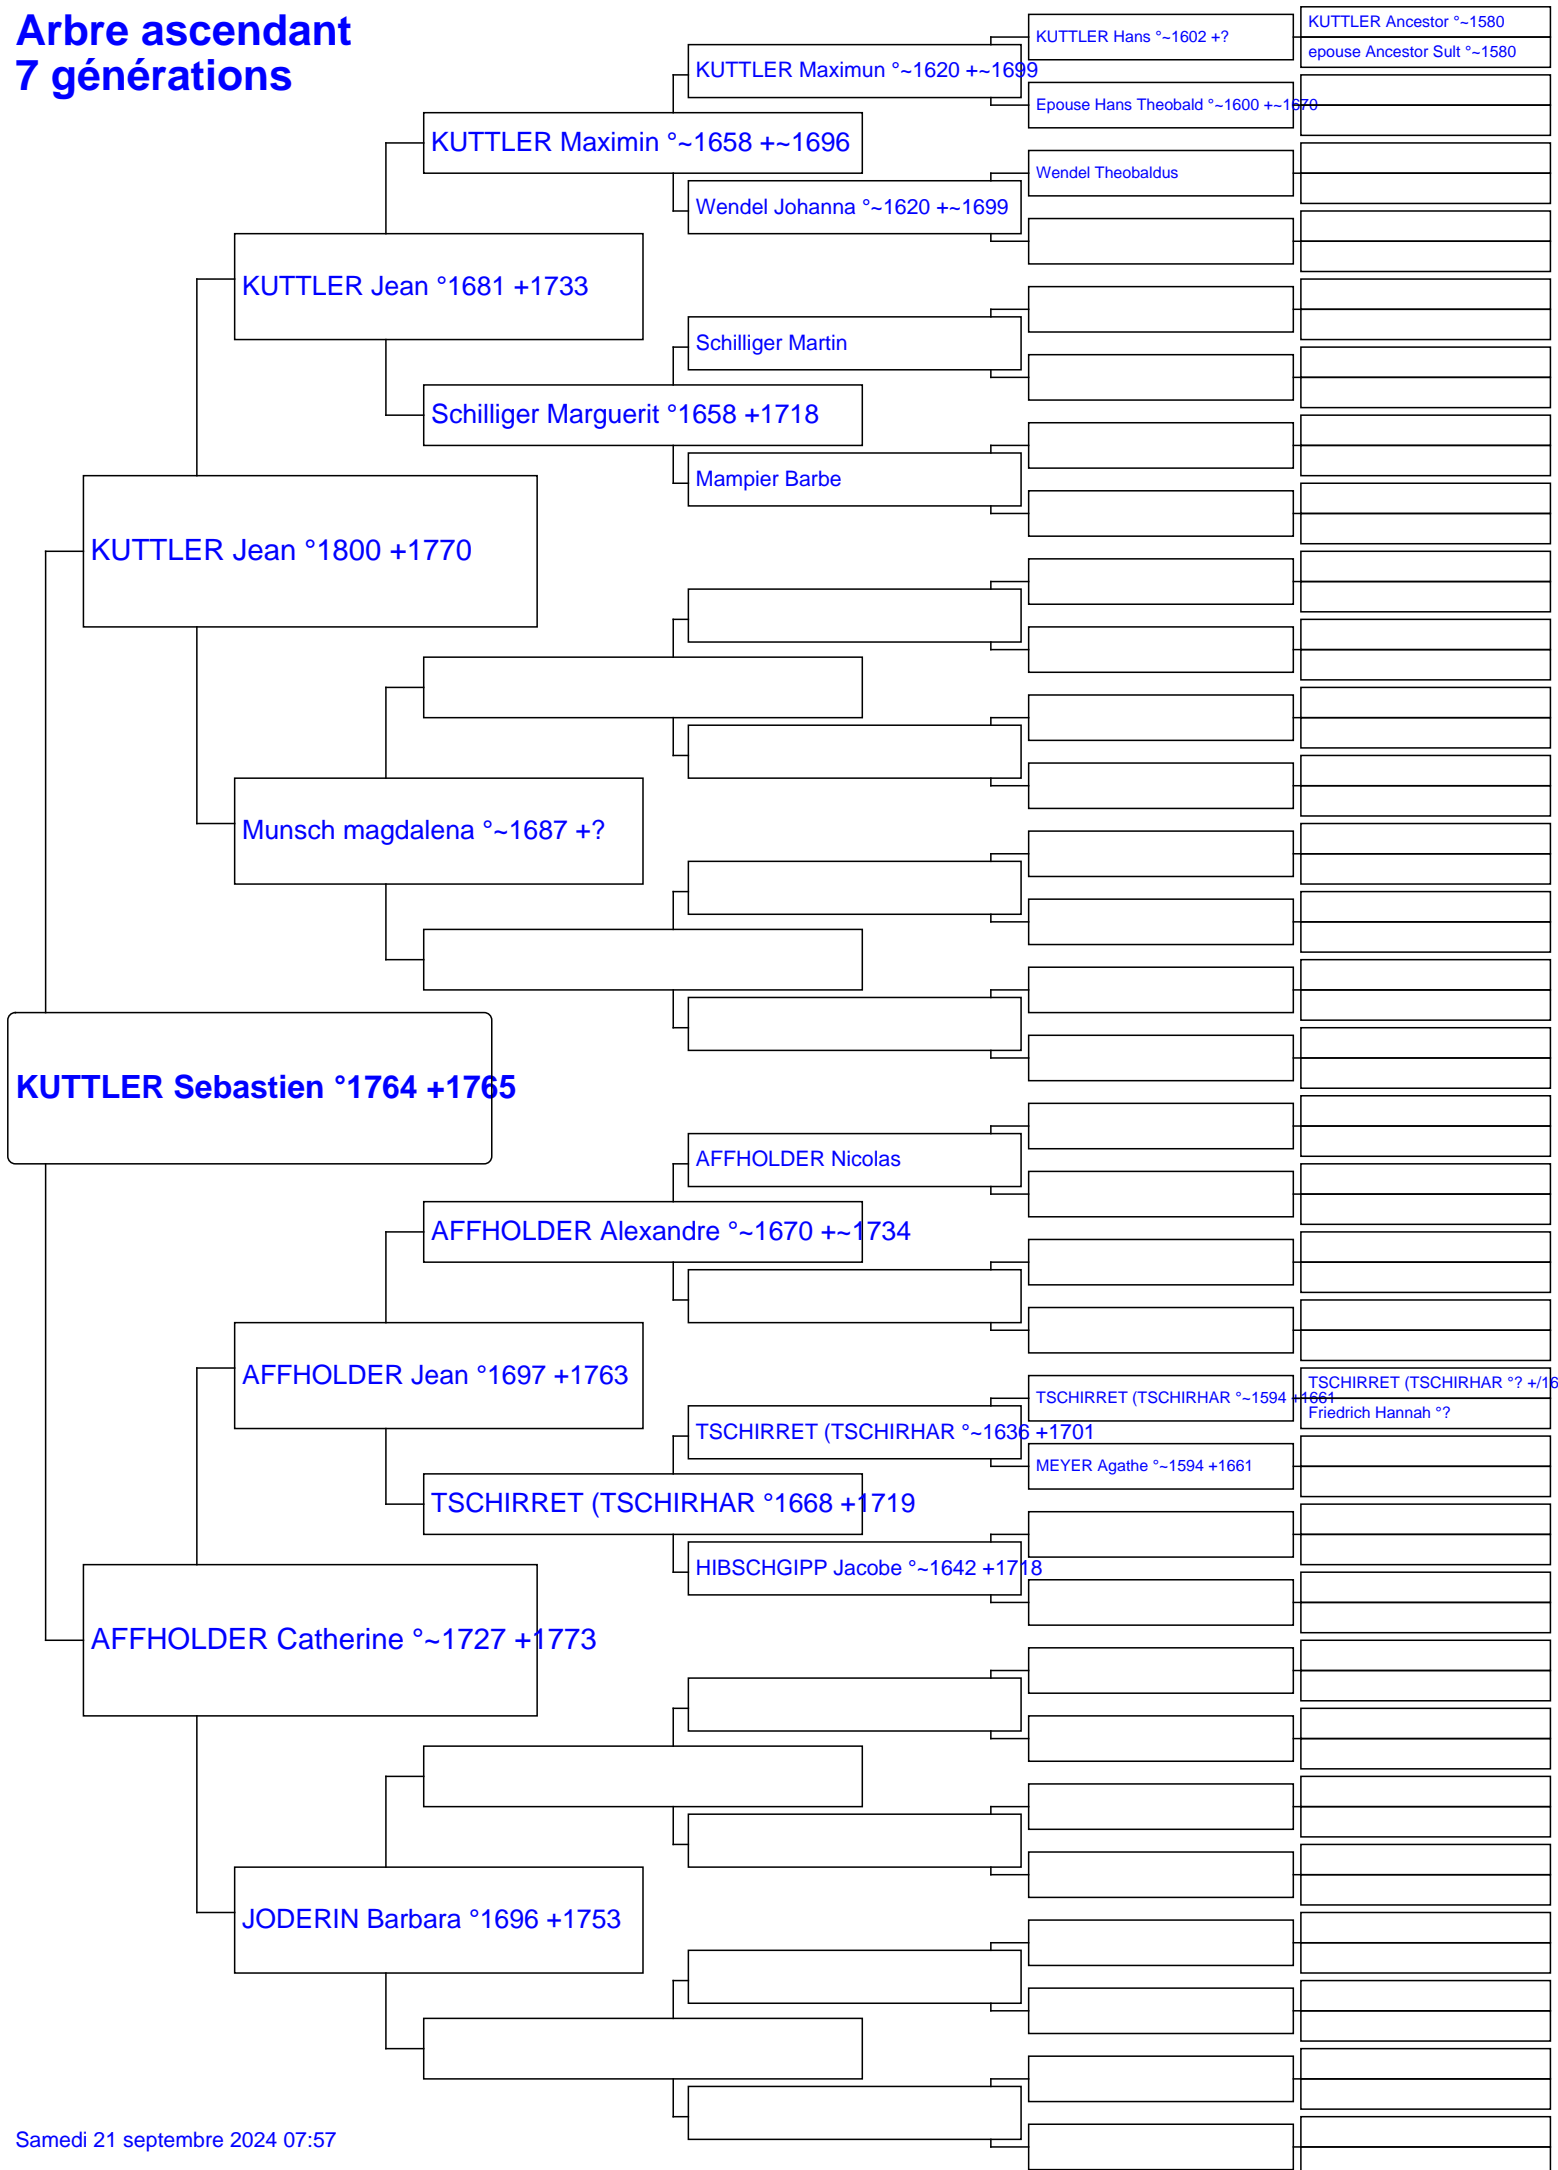 Arbre ascendant
7 générations
KUTTLER Ancestor °~1580
KUTTLER Hans °~1602 +?
epouse Ancestor Sult °~1580
KUTTLER Maximun °~1620 +~1699
Epouse Hans Theobald °~1600 +~1670
KUTTLER Maximin °~1658 +~1696
Wendel Theobaldus
Wendel Johanna °~1620 +~1699
KUTTLER Jean °1681 +1733
Schilliger Martin
Schilliger Marguerit °1658 +1718
Mampier Barbe
KUTTLER Jean °1800 +1770
Munsch magdalena °~1687 +?
KUTTLER Sebastien °1764 +1765
AFFHOLDER Nicolas
AFFHOLDER Alexandre °~1670 +~1734
AFFHOLDER Jean °1697 +1763
TSCHIRRET (TSCHIRHAR °? +/16
TSCHIRRET (TSCHIRHAR °~1594 +1661
Friedrich Hannah °?
TSCHIRRET (TSCHIRHAR °~1636 +1701
MEYER Agathe °~1594 +1661
TSCHIRRET (TSCHIRHAR °1668 +1719
HIBSCHGIPP Jacobe °~1642 +1718
AFFHOLDER Catherine °~1727 +1773
JODERIN Barbara °1696 +1753
Samedi 21 septembre 2024 07:57